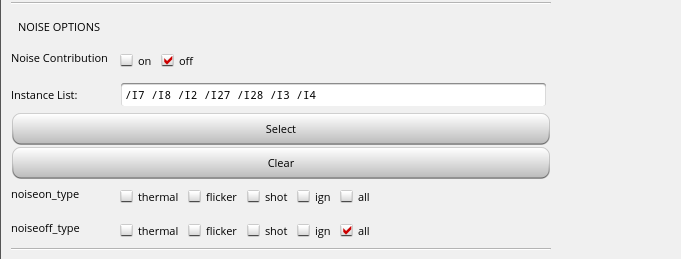 NOISE OPTIONS
Noise Contribution on off
Instance List: /I7 /I8 /I2 /I27 /I28 /I3 /I4
Select
Clear
noiseon_type thermal flicker shot ign all
noiseoff_type thermal flicker shot ign all